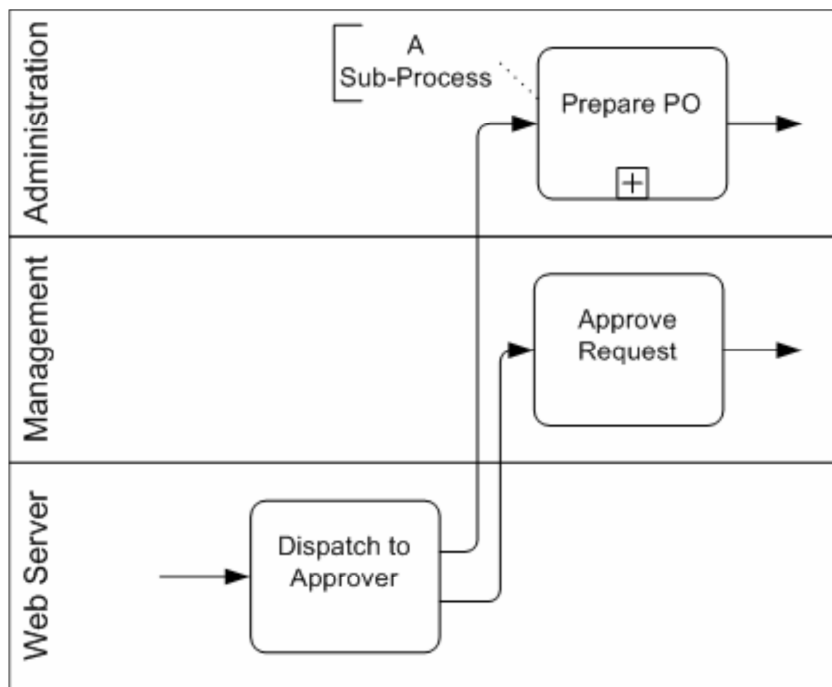 Administration
A
Sub-Process
Prepare PO
Management
Approve
Request
Web Server
Dispatch to
Approver